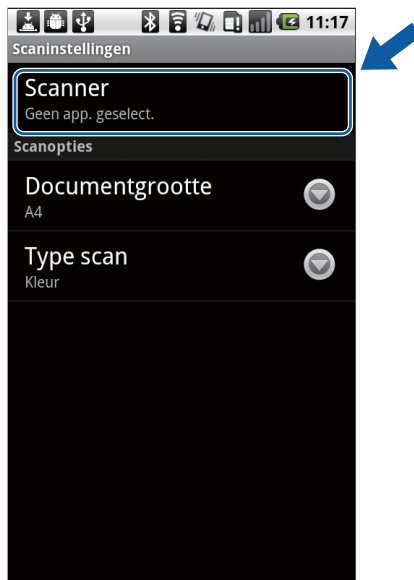 11:17
Scaninstellingen
Scanner
Geen app. geselect.
Scanopties
Documentgrootte
A4
Type scan
Kleur